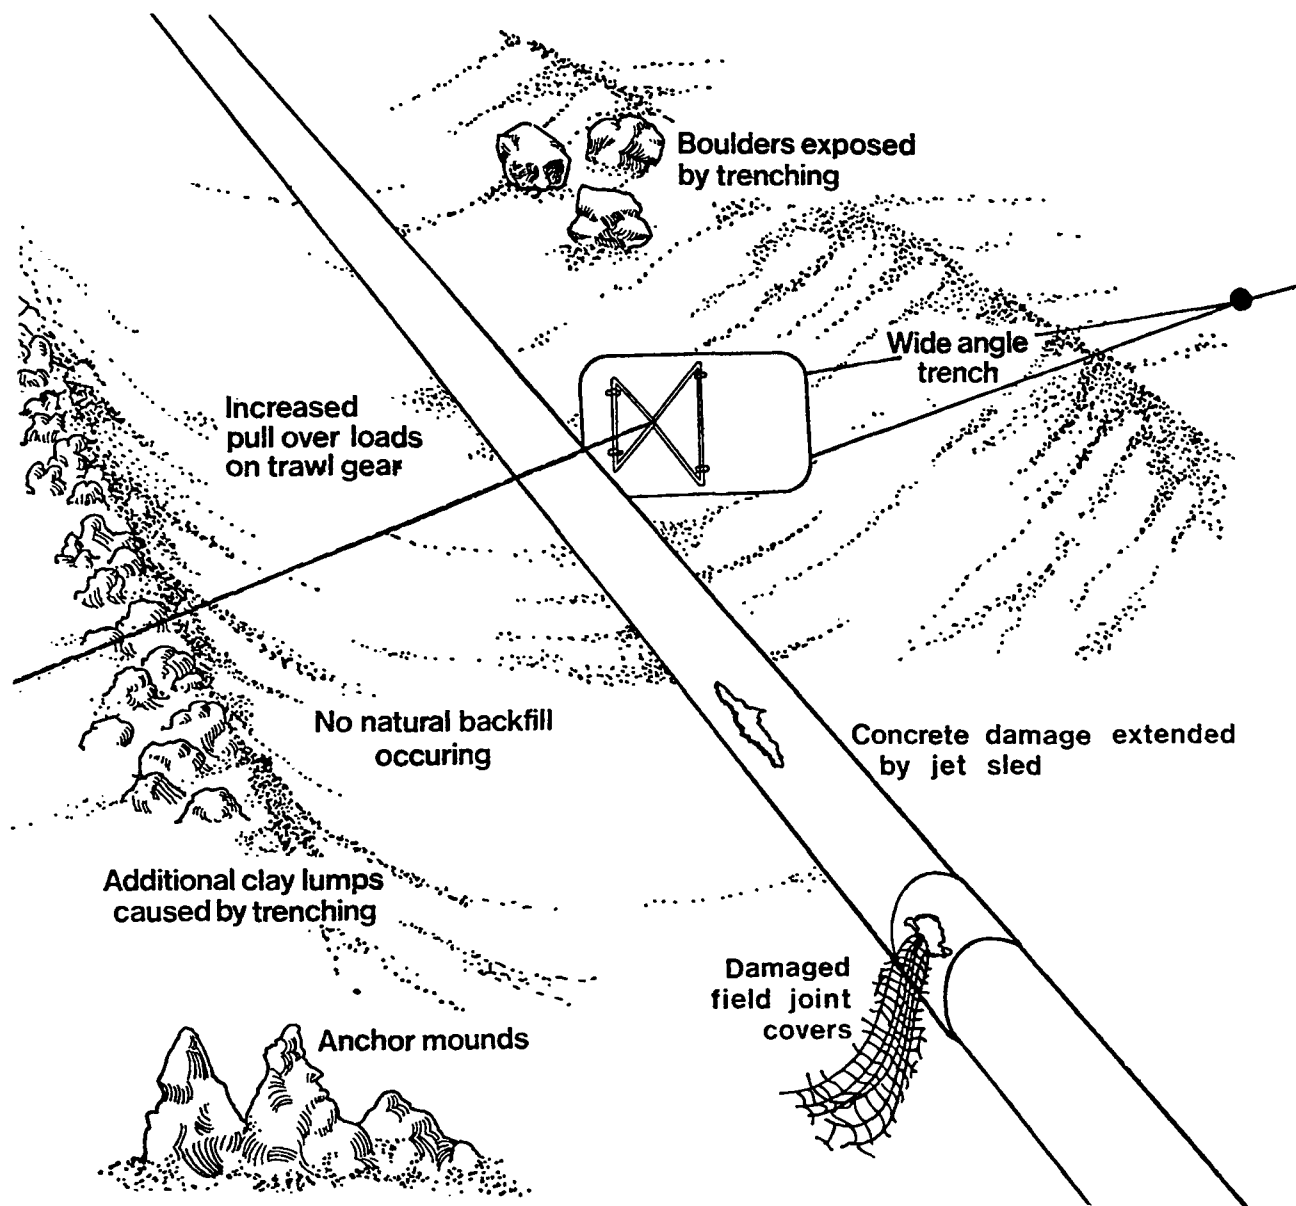 Boulders exposed
by trenching
Wide angle
trench
Increased
pull over loads
on trawl gear
No natural backfill
occuring
Concrete damage extended
by jet sled
Additional clay lumps
caused by trenching
Damaged
field joint
covers
Anchor mounds